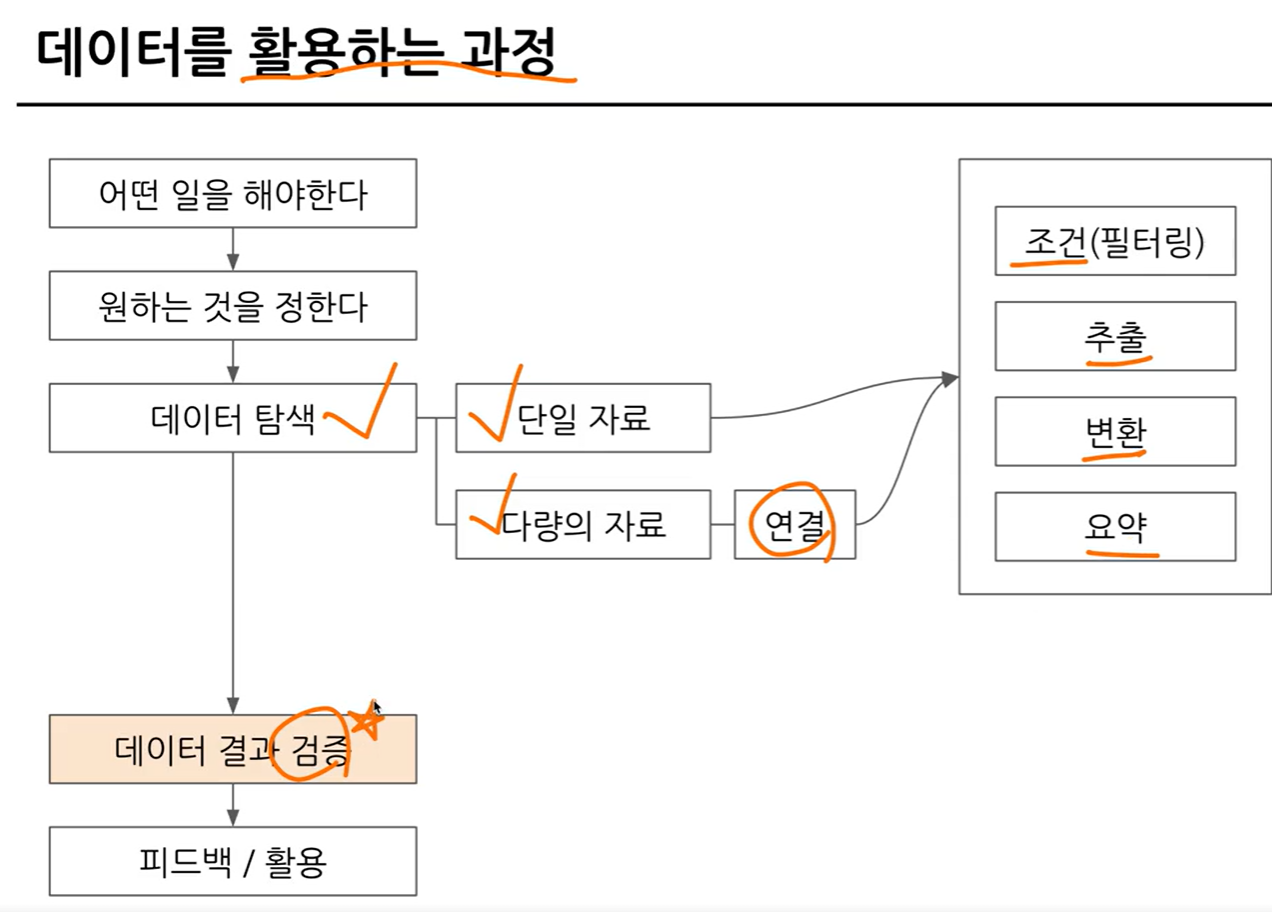 데이터를 활용하는 과정
어떤 일을 해야한다
원하는 것을 정한다
데이터 탐색
단일 자료
다량의 자료
연결
조건(필터링)
추출
변환
요약
데이터 결과 검증
피드백 / 활용